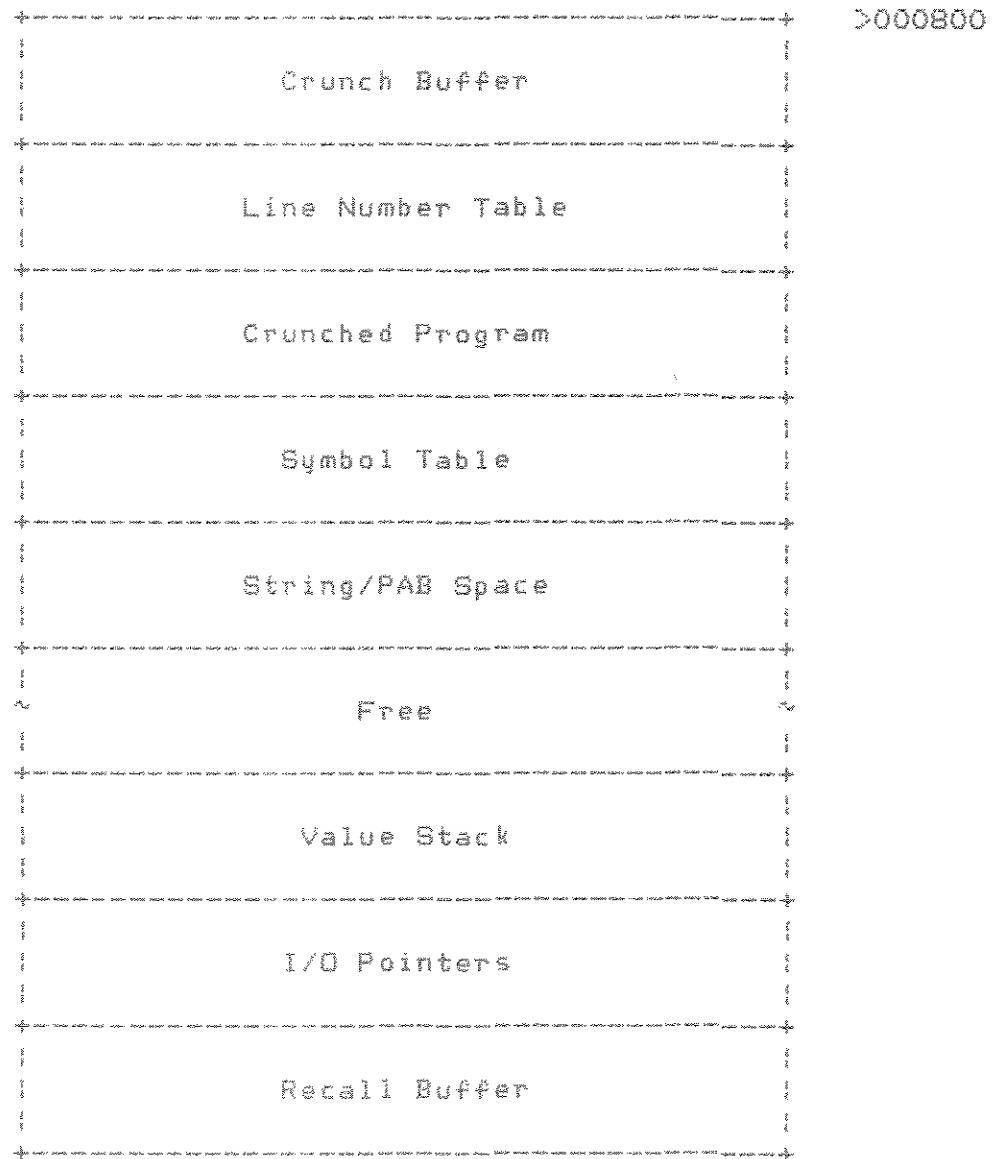 >000800
Crunch Buffer
Line Number Table
Crunched Program
Symbol Table
String/PAB Space
~ Free ~
Value Stack
I/O Pointers
Recall Buffer